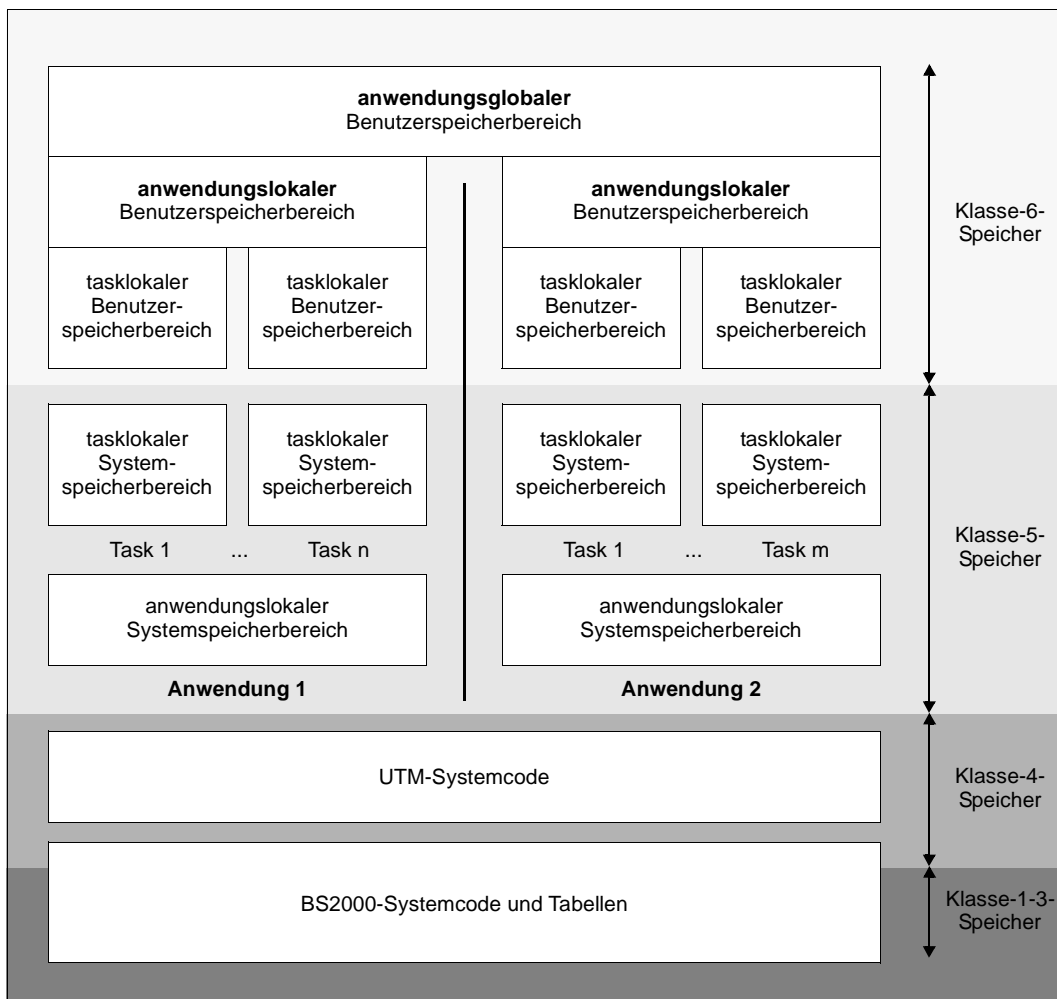 anwendungsglobaler
Benutzerspeicherbereich
anwendungslokaler
Benutzerspeicherbereich
anwendungslokaler
Benutzerspeicherbereich
Klasse-6-
Speicher
tasklokaler
Benutzer-
speicherbereich
tasklokaler
Benutzer-
speicherbereich
tasklokaler
Benutzer-
speicherbereich
tasklokaler
Benutzer-
speicherbereich
tasklokaler
System-
speicherbereich
tasklokaler
System-
speicherbereich
tasklokaler
System-
speicherbereich
tasklokaler
System-
speicherbereich
Klasse-5-
Speicher
Task 1 ... Task n
Task 1 ... Task m
anwendungslokaler
Systemspeicherbereich
anwendungslokaler
Systemspeicherbereich
Anwendung 1
Anwendung 2
UTM-Systemcode
Klasse-4-
Speicher
BS2000-Systemcode und Tabellen
Klasse-1-3-
Speicher